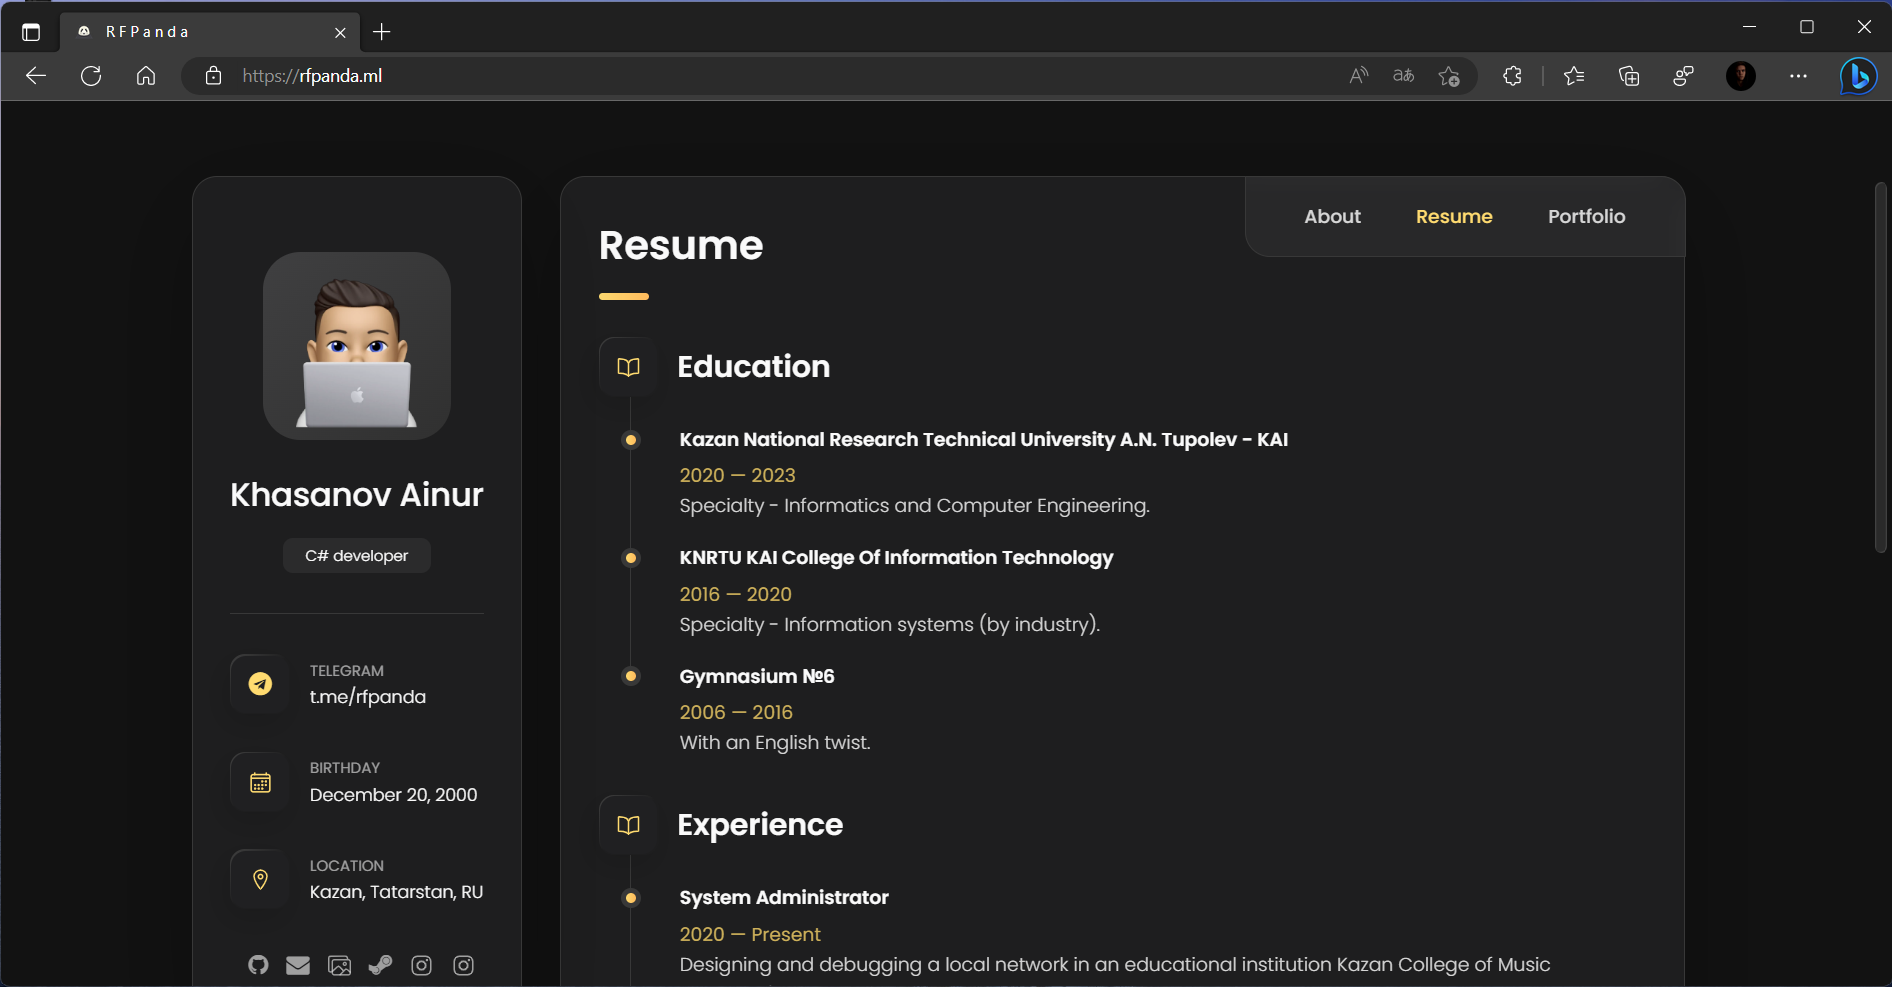 RFPanda
https://rfpanda.ml
About
Resume
Portfolio
Khasanov Ainur
C# developer
TELEGRAM
t.me/rfpanda
BIRTHDAY
December 20, 2000
LOCATION
Kazan, Tatarstan, RU
Resume
Education
Kazan National Research Technical University A.N. Tupolev - KAI
2020 — 2023
Specialty - Informatics and Computer Engineering.
KNRTU KAI College Of Information Technology
2016 — 2020
Specialty - Information systems (by industry).
Gymnasium №6
2006 — 2016
With an English twist.
Experience
System Administrator
2020 — Present
Designing and debugging a local network in an educational institution Kazan College of Music